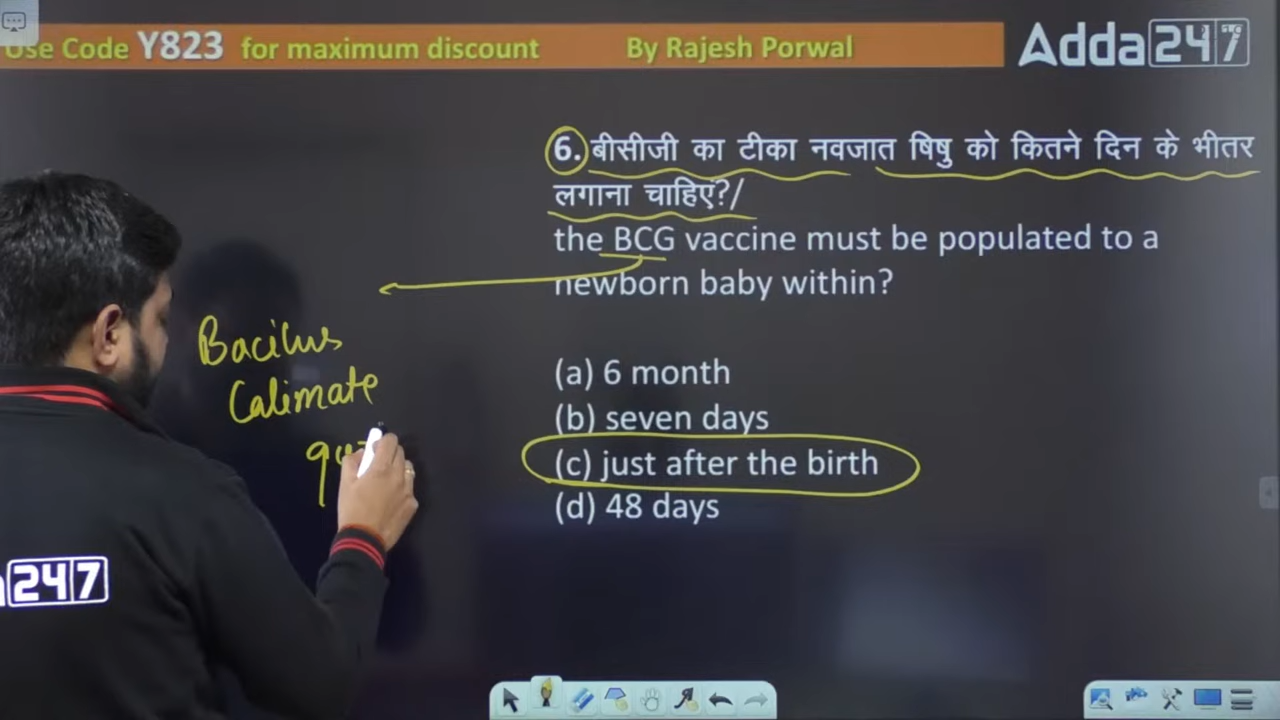 Use Code Y823 for maximum discount By Rajesh Porwal
Adda247
6. बीसीजी का टीका नवजात षिषु को कितने दिन के भीतर
लगाना चाहिएं?/
the BCG vaccine must be populated to a
newborn baby within?
Bacilus
Calimate
(a) 6 month
(b) seven days
(c) just after the birth
(d) 48 days
247